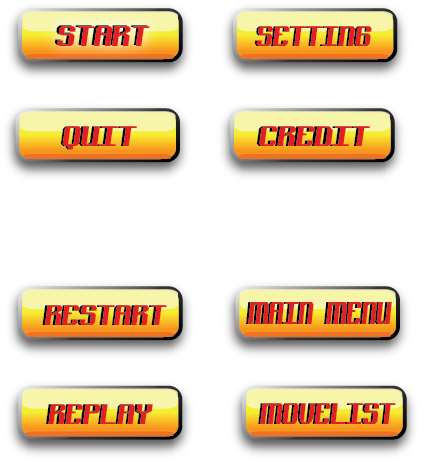 START
SETTING
QUIT
CREDIT
RESTART
MAIN MENU
REPLAY
MOVELIST